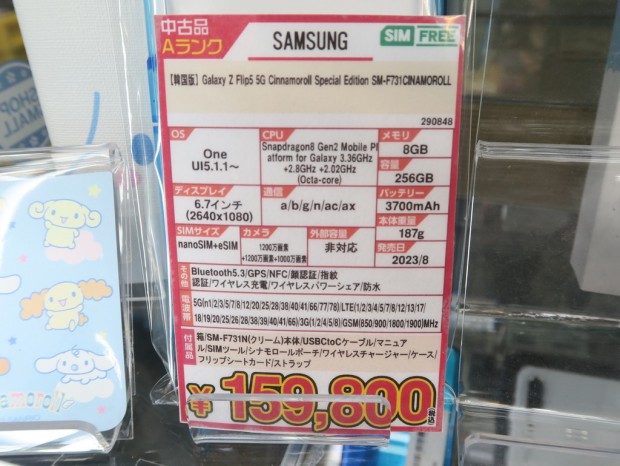 中古品
Aランク
SAMSUNG
SIM FREE
【韓国版】Galaxy Z Flip5 5G Cinnamoroll Special Edition SM-F731CINAMOROLL
290848
OS
One
UI5.1.1~
CPU
Snapdragon8 Gen2 Mobile Pl
atform for Galaxy 3.36GHz
+2.8GHz +2.02GHz
(Octa-core)
メモリ
8GB
容量
256GB
ディスプレイ
6.7インチ
(2640x1080)
通信
a/b/g/n/ac/ax
バッテリー
3700mAh
本体重量
187g
SIMサイズ
nanoSIM+eSIM
カメラ
1200万画素
+1200万画素+1000万画素
外部容量
非対応
発売日
2023/8
その他
Bluetooth5.3/GPS/NFC/顔認証/指紋
認証/ワイヤレス充電/ワイヤレスパワーシェア/防水
電波帯
5G(n1/2/3/5/7/8/12/20/25/28/38/40/41/66/77/78)/LTE(1/2/3/4/5/7/8/12/13/17/
18/19/20/25/26/28/38/39/40/41/66)/3G(1/2/4/5/8)/GSM(850/900/1800/1900)MHz
付属品
箱/SM-F731N(クリーム)本体/USBCtoCケーブル/マニュア
ル/SIMツール/シナモロールポーチ/ワイヤレスチャージャー/ケース/
フリップシートカード/ストラップ
¥159,800
SHOP
MALL